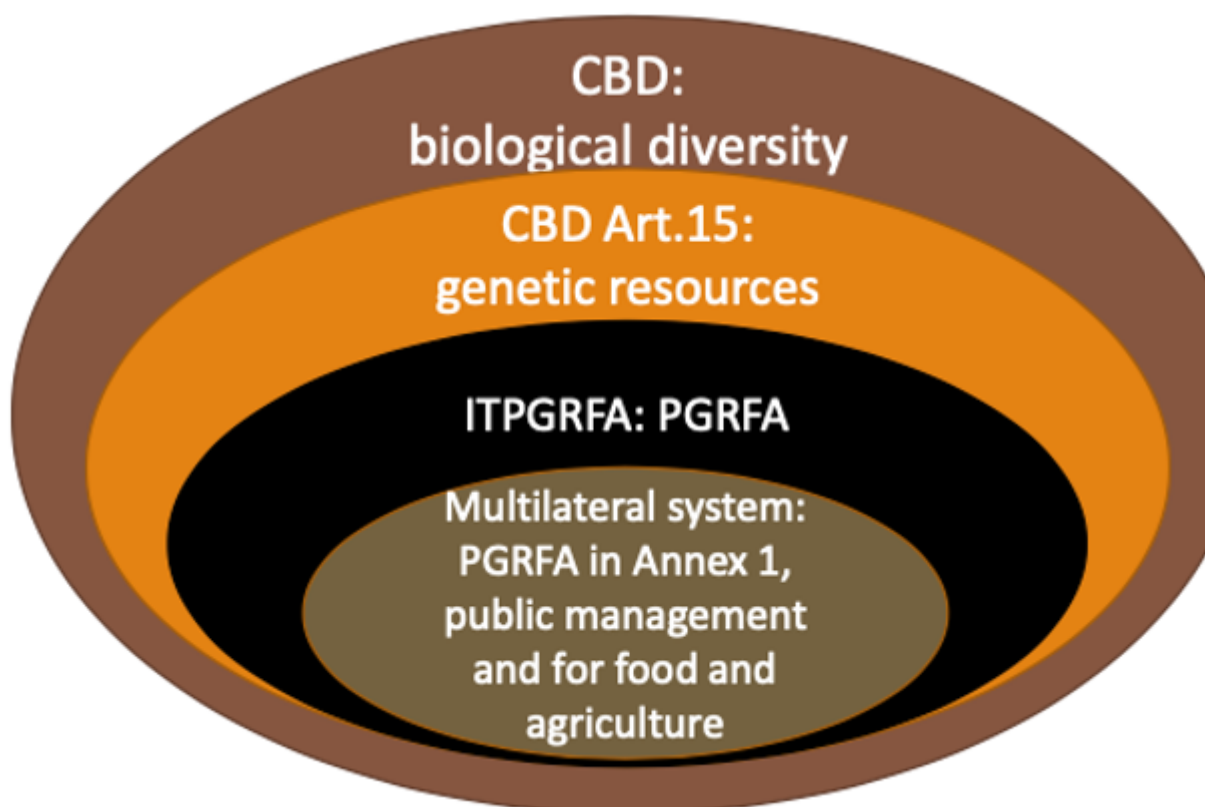 CBD:
biological diversity
CBD Art.15:
genetic resources
ITPGRFA: PGRFA
Multilateral system:
PGRFA in Annex 1,
public management
and for food and
agriculture